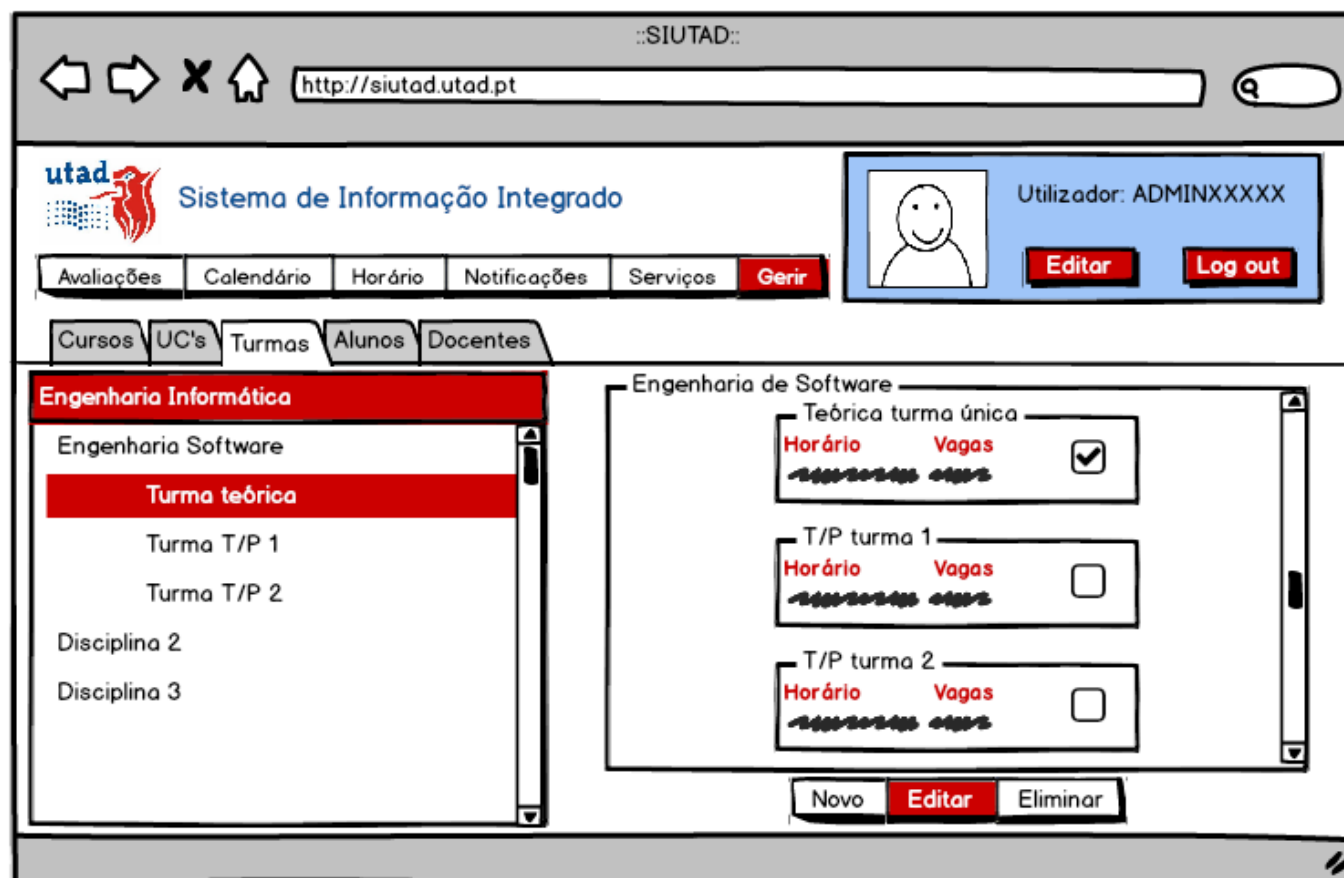 ::SIUTAD::
http://siutad.utad.pt
utad
Sistema de Informação Integrado
Utilizador: ADMINXXXXX
Editar
Log out
Avaliações
Calendário
Horário
Notificações
Serviços
Gerir
Cursos
UC's
Turmas
Alunos
Docentes
Engenharia Informática
Engenharia Software
Turma teórica
Turma T/P 1
Turma T/P 2
Disciplina 2
Disciplina 3
Engenharia de Software
Teórica turma única
Horário Vagas
T/P turma 1
Horário Vagas
T/P turma 2
Horário Vagas
Novo
Editar
Eliminar